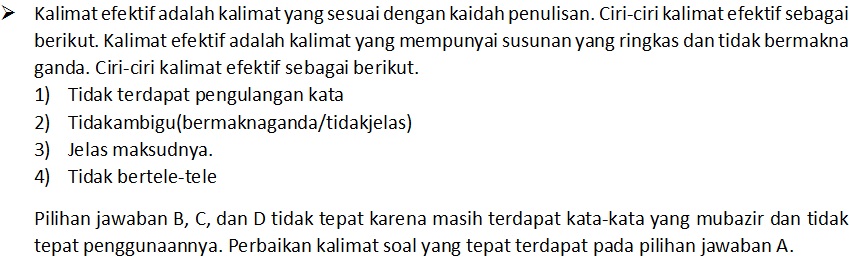 ➢ Kalimat efektif adalah kalimat yang sesuai dengan kaidah penulisan. Ciri-ciri kalimat efektif sebagai
berikut. Kalimat efektif adalah kalimat yang mempunyai susunan yang ringkas dan tidak bermakna
ganda. Ciri-ciri kalimat efektif sebagai berikut.
1) Tidak terdapat pengulangan kata
2) Tidakambigu(bermaknaganda/tidakjelas)
3) Jelas maksudnya.
4) Tidak bertele-tele
Pilihan jawaban B, C, dan D tidak tepat karena masih terdapat kata-kata yang mubazir dan tidak
tepat penggunaannya. Perbaikan kalimat soal yang tepat terdapat pada pilihan jawaban A.